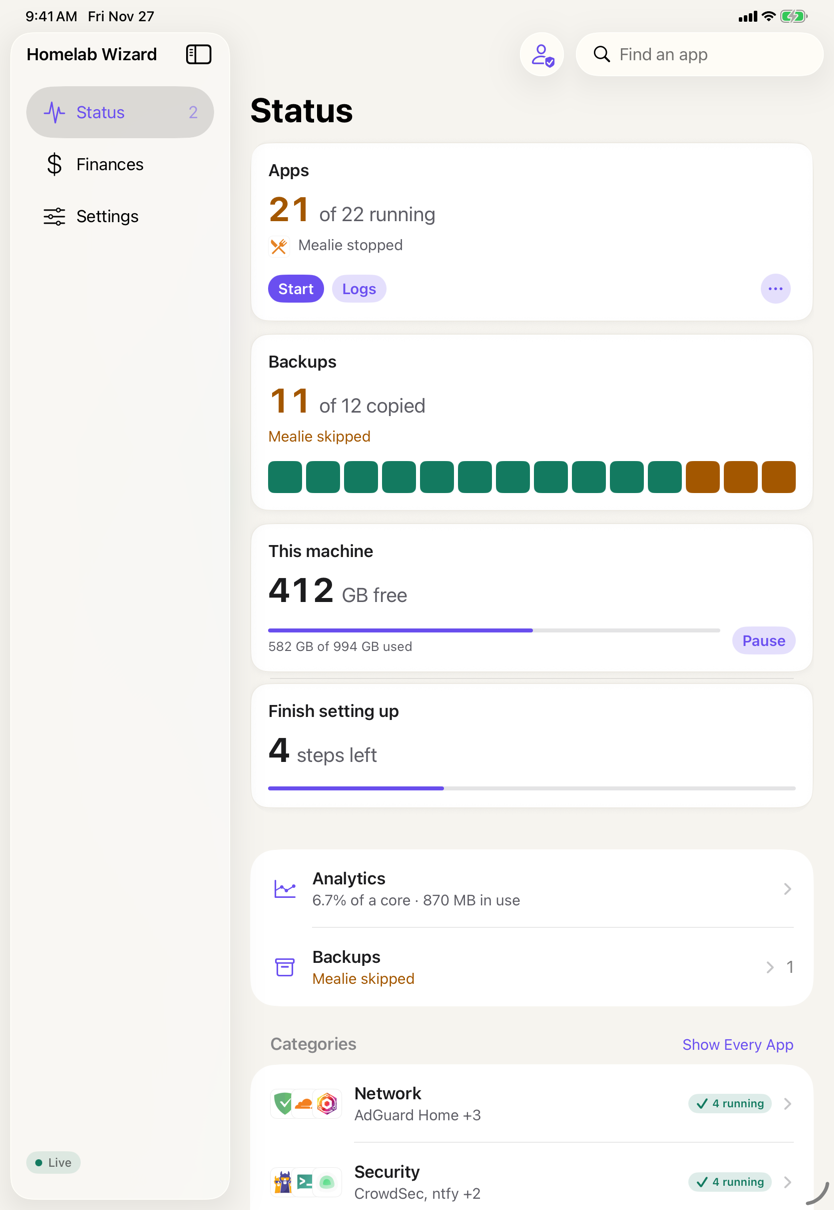 9:41 AM Fri Nov 27
Homelab Wizard
Find an app
Status 2
Finances
Settings
Live
Status
Apps
21 of 22 running
Mealie stopped
Start Logs
Backups
11 of 12 copied
Mealie skipped
This machine
412 GB free
582 GB of 994 GB used
Pause
Finish setting up
4 steps left
Analytics
6.7% of a core · 870 MB in use
Backups
Mealie skipped
1
Categories
Show Every App
Network
AdGuard Home +3
4 running
Security
CrowdSec, ntfy +2
4 running